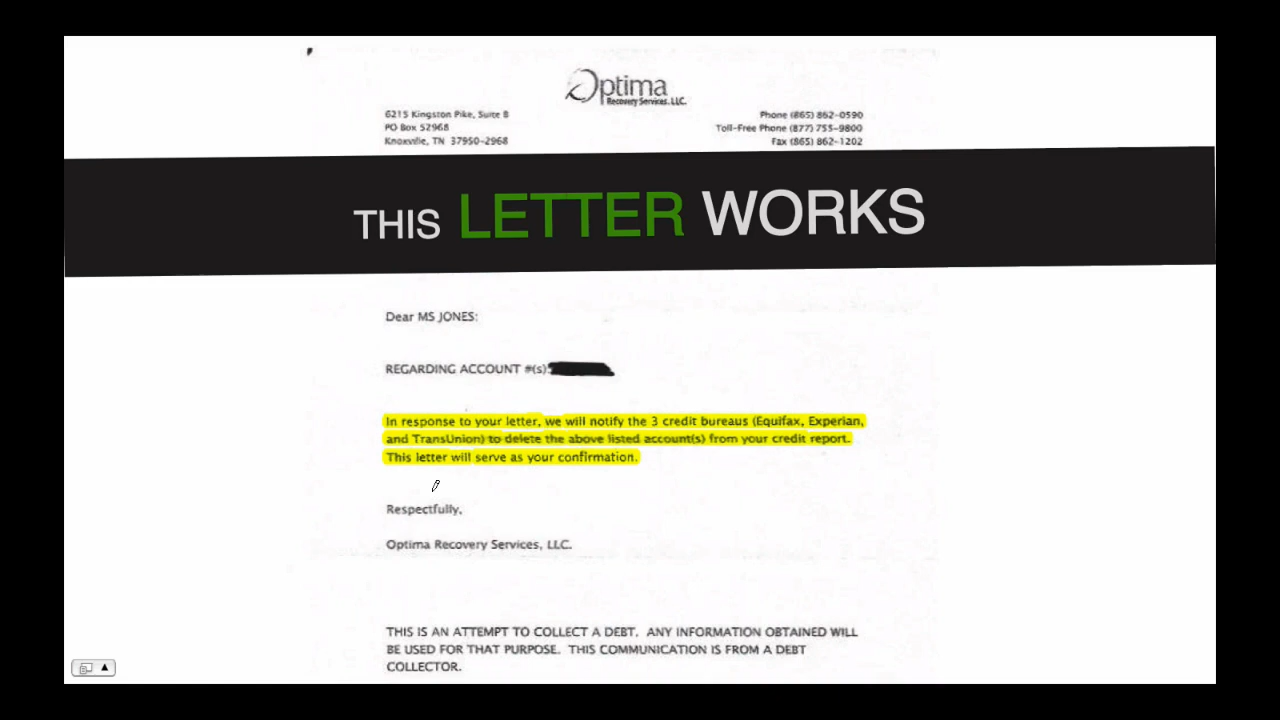 Optima
Recovery Services, LLC.
6215 Kingston Pike, Suite B
PO Box 52968
Knoxville, TN 37950-2968
Phone (865) 862-0590
Toll-Free Phone (877) 755-9800
Fax (865) 862-1202
THIS LETTER WORKS
Dear MS JONES:
REGARDING ACCOUNT #(s):
In response to your letter, we will notify the 3 credit bureaus (Equifax, Experian,
and TransUnion) to delete the above listed account(s) from your credit report.
This letter will serve as your confirmation.
Respectfully,
Optima Recovery Services, LLC.
THIS IS AN ATTEMPT TO COLLECT A DEBT. ANY INFORMATION OBTAINED WILL
BE USED FOR THAT PURPOSE. THIS COMMUNICATION IS FROM A DEBT
COLLECTOR.